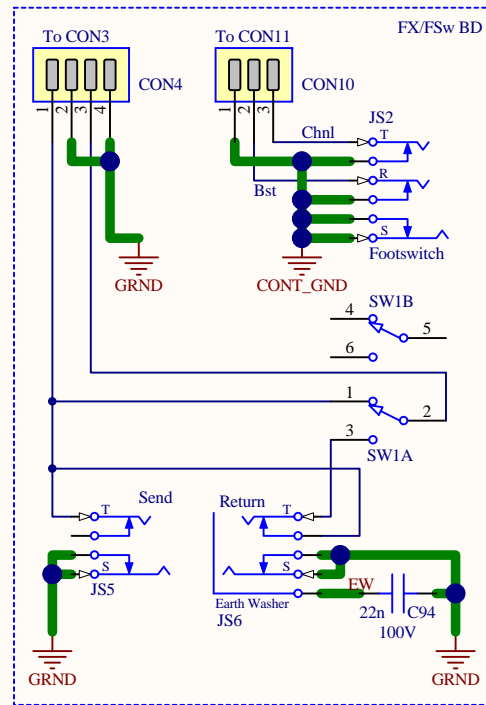 To CON3
To CON11
FX/FSw BD
CON4
CON10
1
2
3
4
1
2
3
JS2
Chnl
T
R
Bst
S
Footswitch
GRND
CONT_GND
SW1B
4
5
6
1
2
3
SW1A
Send
Return
T
T
S
S
JS5
Earth Washer
EW
JS6
22n
C94
100V
GRND
GRND